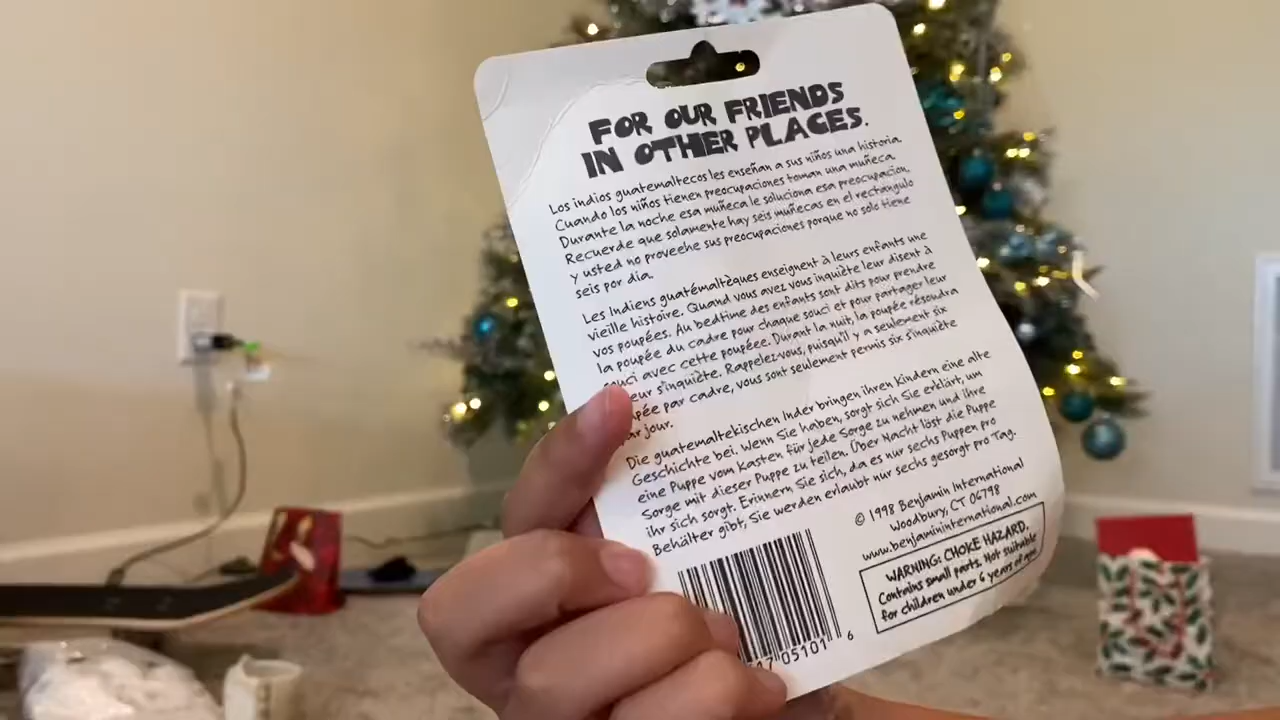 FOR OUR FRIENDS
IN OTHER PLACES.
Los indios guatemaltecos les enseñan a sus niños una historia.
Cuando los niños tienen preocupaciones toman una muñeca.
Durante la noche esa muñeca le soluciona esa preocupacion.
Recuerde que solamente hay seis muñecas en el rectangulo
y usted no proveehe sus preocupaciones porque no solo tiene
seis por dia.
Les Indiens guatémaltèques enseignent à leurs enfants une
vieille histoire. Quand vous avez vous inquiète leur disent à
vos poupées. Au bedtime des enfants sont dits pour prendre
la poupée du cadre pour chaque souci et pour partager leur
souci avec cette poupéee. Durant la nuit, la poupée résondra
leur s'inquiète. Rappelez-vous, puisqu'il y a seulement six
par cadre, vous sont seulement permis six s'inquiète
jour.
Die guatemaltekischen Inder bringen ihren Kindern eine alte
Geschichte bei. Wenn Sie haben, sorgt sich Sie erklärt, um
eine Puppe vom Kasten für jede Sorge zu nehmen und ihre
Sorge mit dieser Puppe zu teilen. Über Nacht löst die Puppe
ihr sich sorgt. Erinnern Sie sich, da es nur sechs Puppen pro
Behälter gibt, Sie werden erlaubt nur sechs gesorgt pro Tag.
© 1998 Benjamin International
Woodbury, CT 06798
www.benjamininternational.com
WARNING: CHOKE HAZARD.
Contains small parts. Not suitable
for children under 6 years of age
05101 6